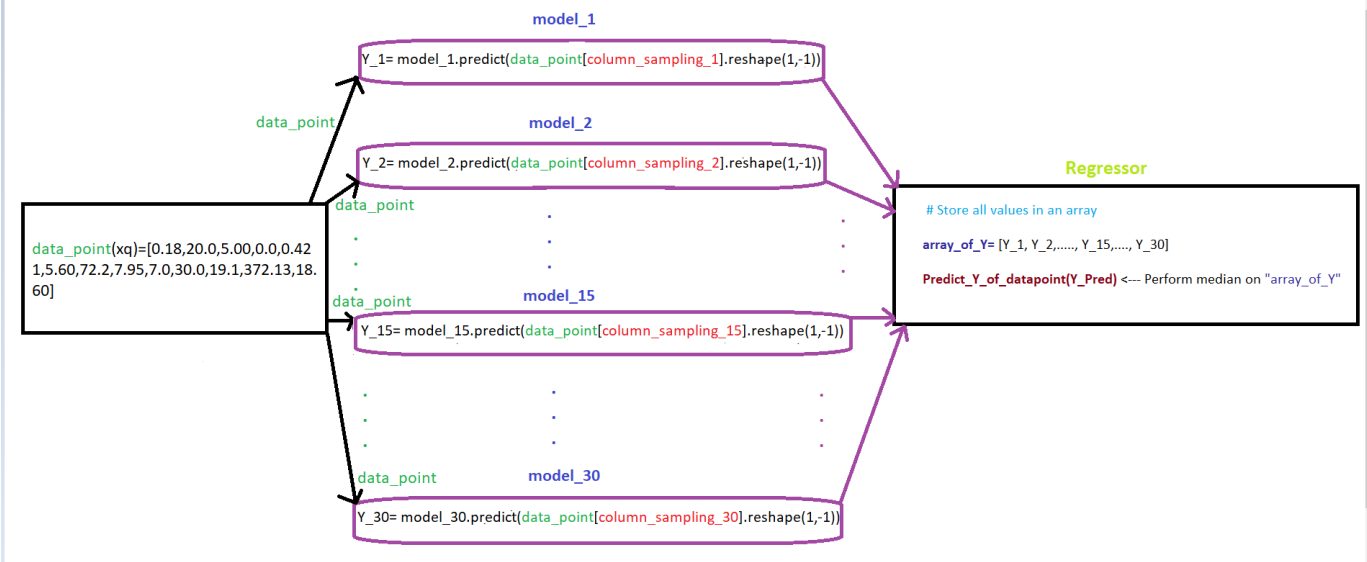 model_1
Y_1= model_1.predict(data_point[column_sampling_1].reshape(1,-1))
data_point
model_2
Y_2= model_2.predict(data_point[column_sampling_2].reshape(1,-1))
data_point
data_point(xq)=[0.18,20.0,5.00,0.0,0.42
1,5.60,72.2,7.95,7.0,30.0,19.1,372.13,18.
60]
data_point
model_15
Y_15= model_15.predict(data_point[column_sampling_15].reshape(1,-1))
data_point
model_30
Y_30= model_30.predict(data_point[column_sampling_30].reshape(1,-1))
Regressor
# Store all values in an array
array_of_Y= [Y_1, Y_2,....., Y_15,...., Y_30]
Predict_Y_of_datapoint(Y_Pred) <--- Perform median on "array_of_Y"